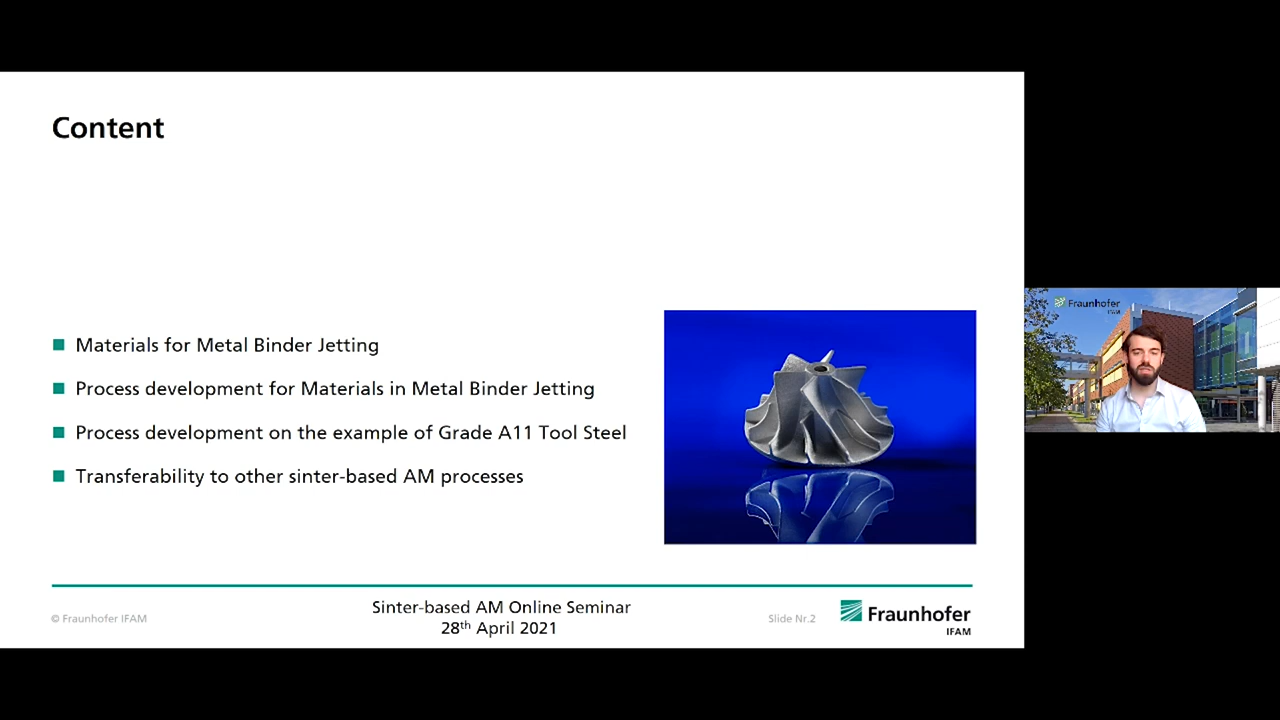 Content
Materials for Metal Binder Jetting
Process development for Materials in Metal Binder Jetting
Process development on the example of Grade A11 Tool Steel
Transferability to other sinter-based AM processes
© Fraunhofer IFAM
Sinter-based AM Online Seminar
28th April 2021
Slide Nr.2
Fraunhofer
IFAM
Fraunhofer
IFAM